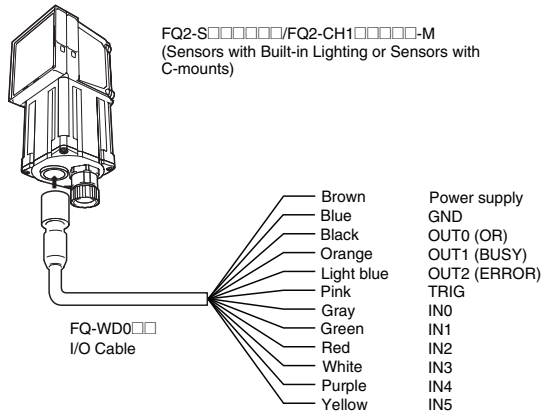 FQ2-S□□□□□□/FQ2-CH1□□□□□-M
(Sensors with Built-in Lighting or Sensors with
C-mounts)
Brown Power supply
Blue GND
Black OUT0 (OR)
Orange OUT1 (BUSY)
Light blue OUT2 (ERROR)
Pink TRIG
Gray IN0
Green IN1
Red IN2
White IN3
Purple IN4
Yellow IN5
FQ-WD0□□
I/O Cable